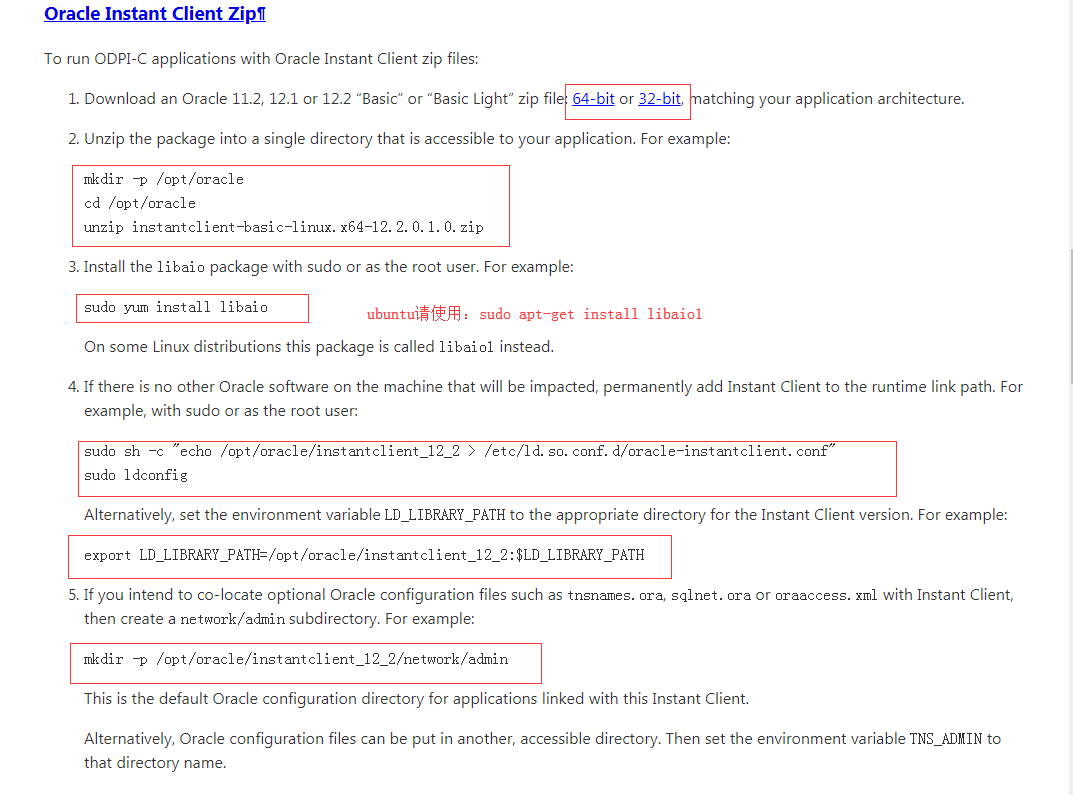 Oracle Instant Client Zip¶
To run ODPI-C applications with Oracle Instant Client zip files:
1. Download an Oracle 11.2, 12.1 or 12.2 “Basic” or “Basic Light” zip file: 64-bit or 32-bit, matching your application architecture.
2. Unzip the package into a single directory that is accessible to your application. For example:
mkdir -p /opt/oracle
cd /opt/oracle
unzip instantclient-basic-linux.x64-12.2.0.1.0.zip
3. Install the libaio package with sudo or as the root user. For example:
sudo yum install libaio
ubuntu请使用：sudo apt-get install libaio1
On some Linux distributions this package is called libaio1 instead.
4. If there is no other Oracle software on the machine that will be impacted, permanently add Instant Client to the runtime link path. For
example, with sudo or as the root user:
sudo sh -c "echo /opt/oracle/instantclient_12_2 > /etc/ld.so.conf.d/oracle-instantclient.conf"
sudo ldconfig
Alternatively, set the environment variable LD_LIBRARY_PATH to the appropriate directory for the Instant Client version. For example:
export LD_LIBRARY_PATH=/opt/oracle/instantclient_12_2:$LD_LIBRARY_PATH
5. If you intend to co-locate optional Oracle configuration files such as tnsnames.ora, sqlnet.ora or oraaccess.xml with Instant Client,
then create a network/admin subdirectory. For example:
mkdir -p /opt/oracle/instantclient_12_2/network/admin
This is the default Oracle configuration directory for applications linked with this Instant Client.
Alternatively, Oracle configuration files can be put in another, accessible directory. Then set the environment variable TNS_ADMIN to
that directory name.